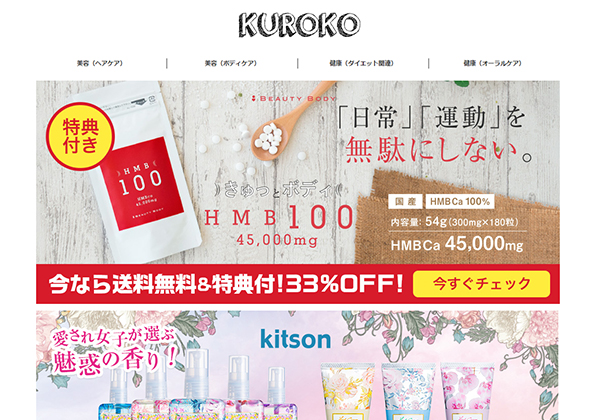 KUROKO
美容（ヘアケア）
美容（ボディケア）
健康（ダイエット関連）
健康（オーラルケア）
BEAUTY BODY
特典
付き
「日常」「運動」を
無駄にしない。
HMB
100
HMBca
45,000mg
BEAUTY BODY
きゅっとボディ
HMB100
45,000mg
国産 HMBCa 100%
内容量: 54g(300mg×180粒)
HMBCa 45,000mg
今なら送料無料&特典付!33%OFF!
今すぐチェック
愛され女子が選ぶ
魅惑の香り!
kitson